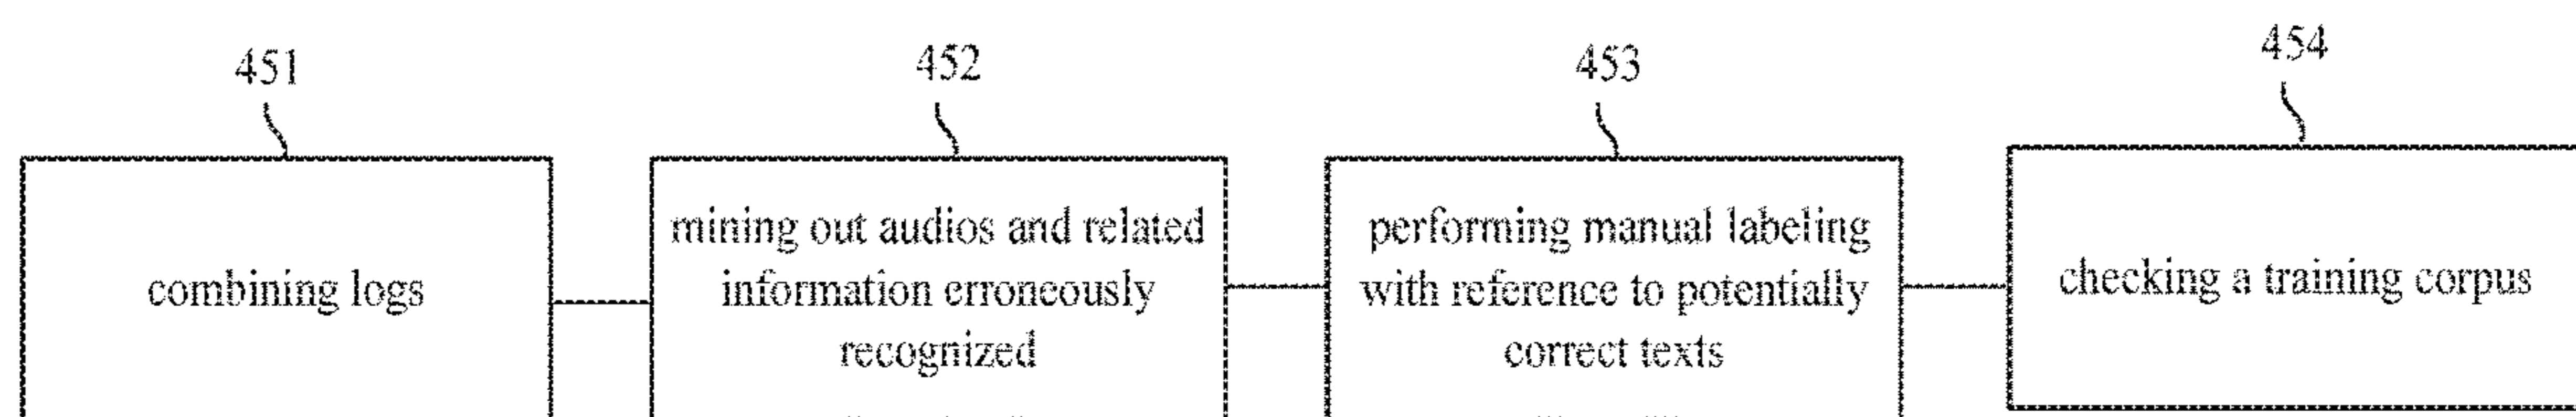 451
452
453
454
combining logs
mining out audios and related
information erroneously
recognized
performing manual labeling
with reference to potentially
correct texts
checking a training corpus